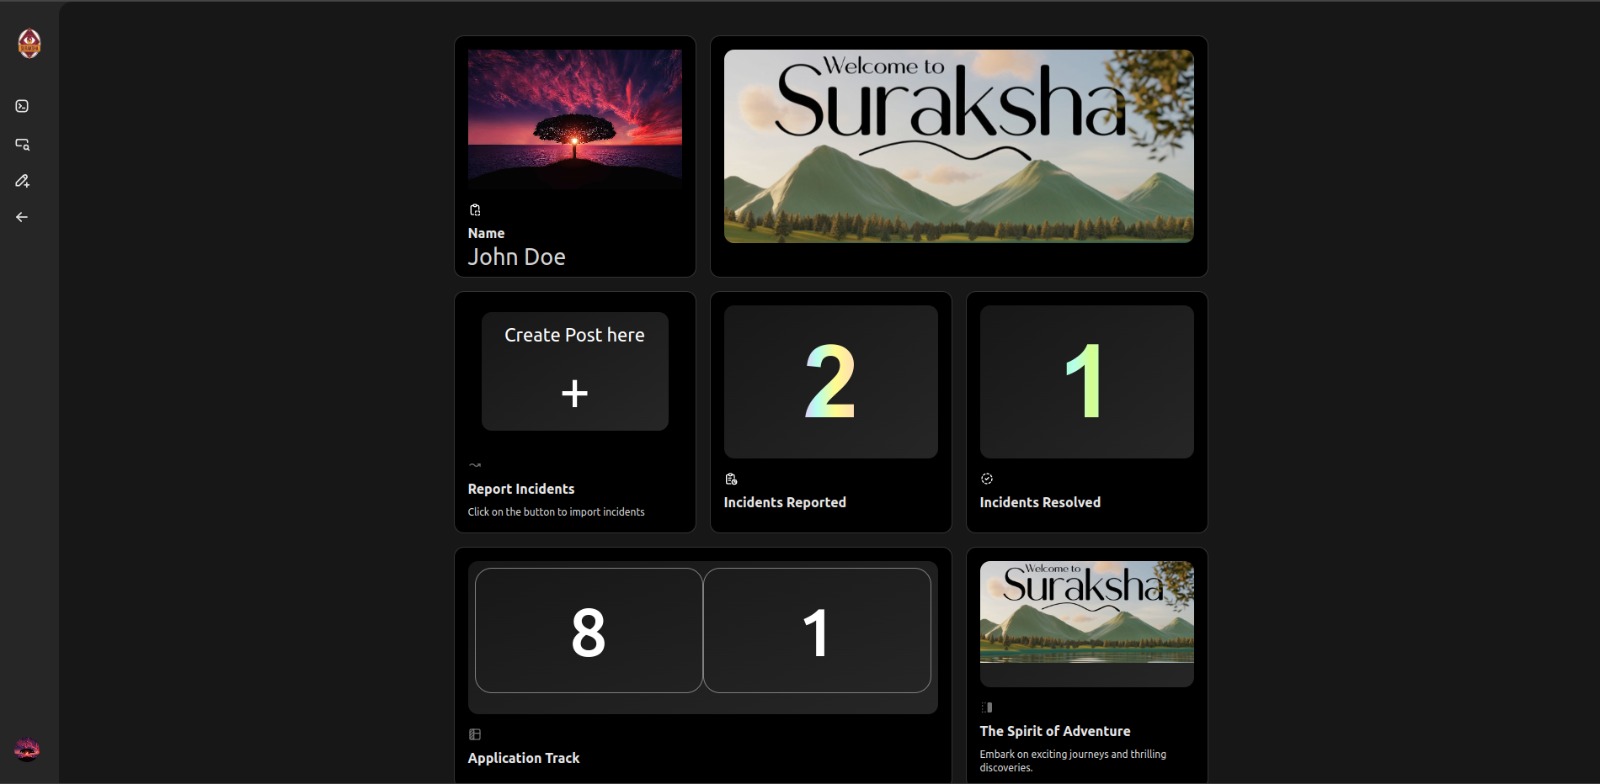 Welcome to
Suraksha
Name
John Doe
Create Post here
+
Report Incidents
Click on the button to import incidents
2
Incidents Reported
1
Incidents Resolved
8
1
Application Track
Welcome to
Suraksha
The Spirit of Adventure
Embark on exciting journeys and thrilling
discoveries.